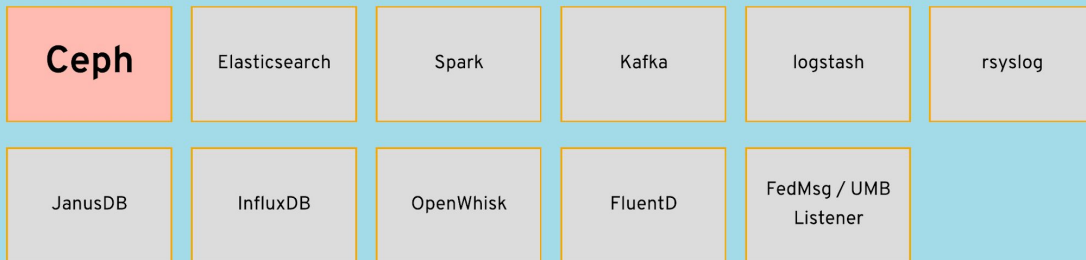 Ceph
Elasticsearch
Spark
Kafka
logstash
rsyslog
JanusDB
InfluxDB
OpenWhisk
FluentD
FedMsg / UMB
Listener